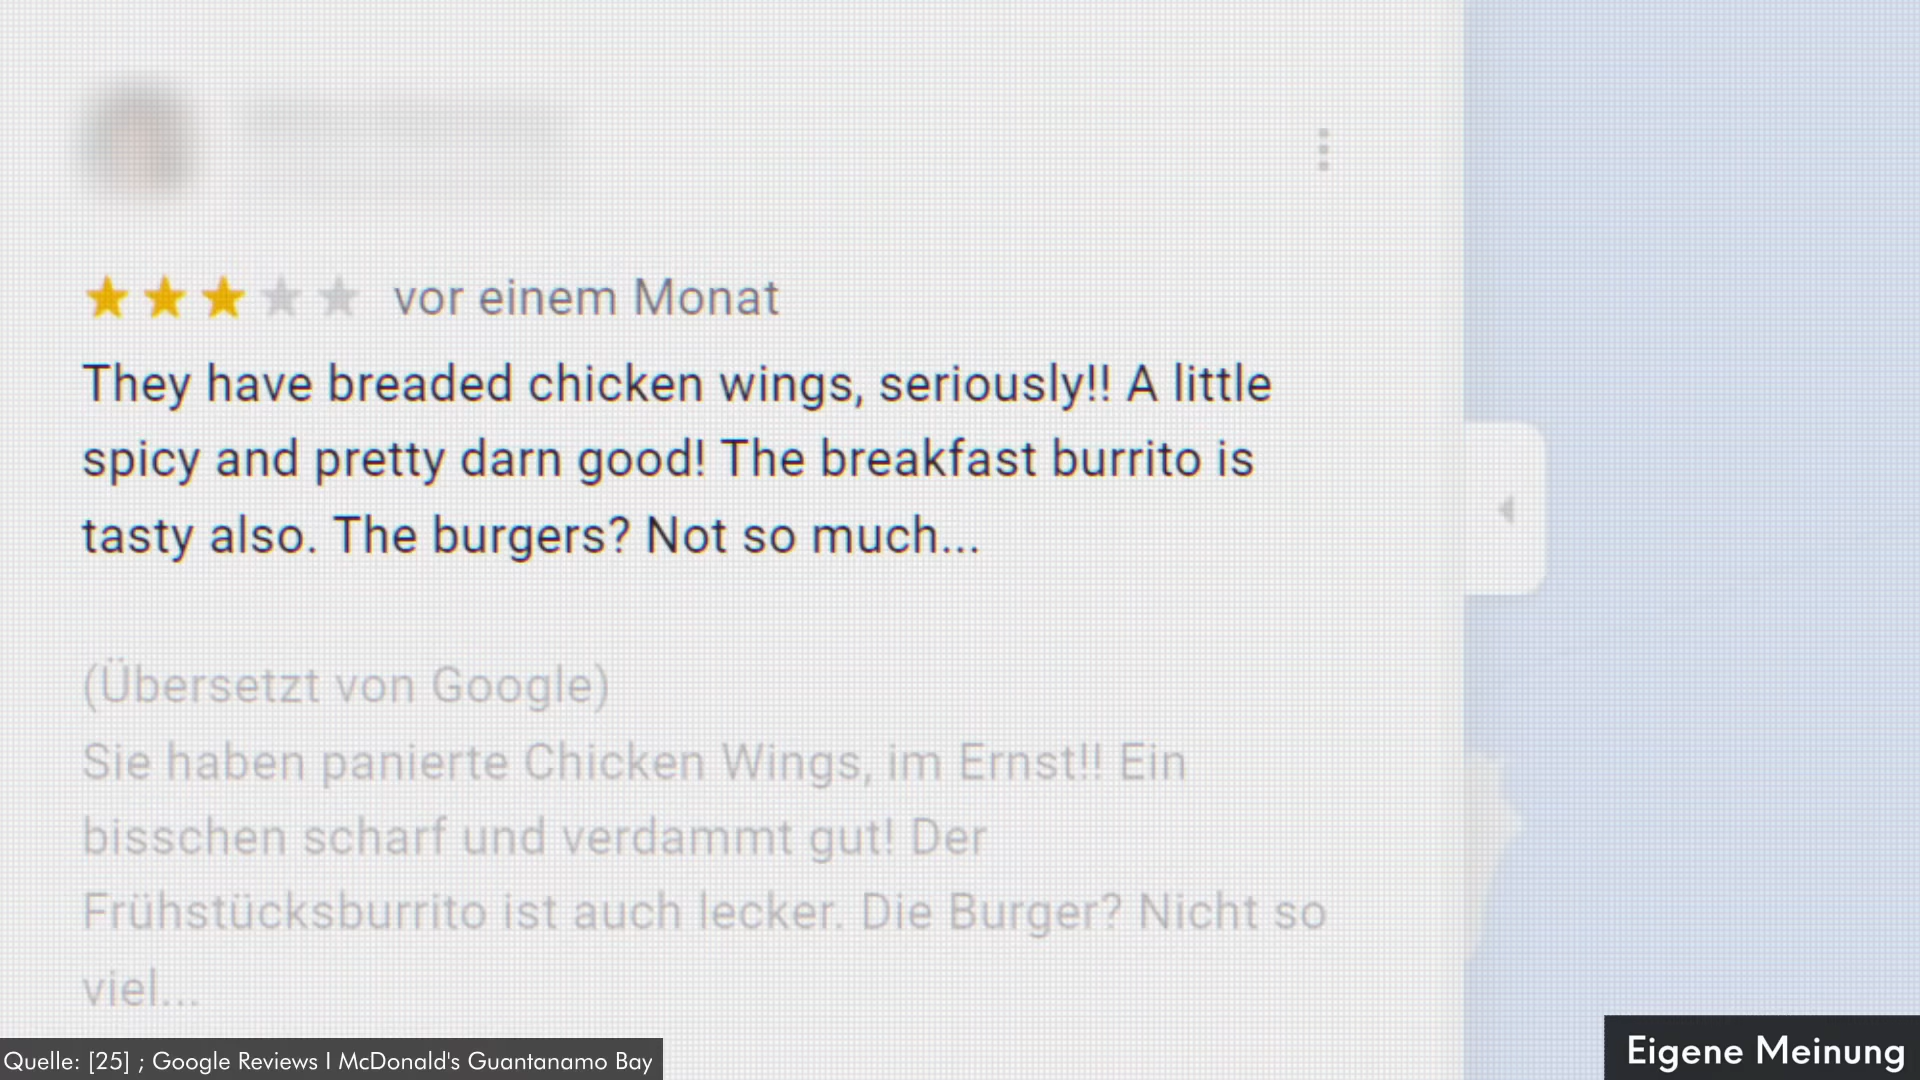 vor einem Monat
They have breaded chicken wings, seriously!! A little
spicy and pretty darn good! The breakfast burrito is
tasty also. The burgers? Not so much...
(Übersetzt von Google)
Sie haben panierte Chicken Wings, im Ernst!! Ein
bisschen scharf und verdammt gut! Der
Frühstücksburrito ist auch lecker. Die Burger? Nicht so
viel...
Quelle: [25] ; Google Reviews I McDonald's Guantanamo Bay
Eigene Meinung